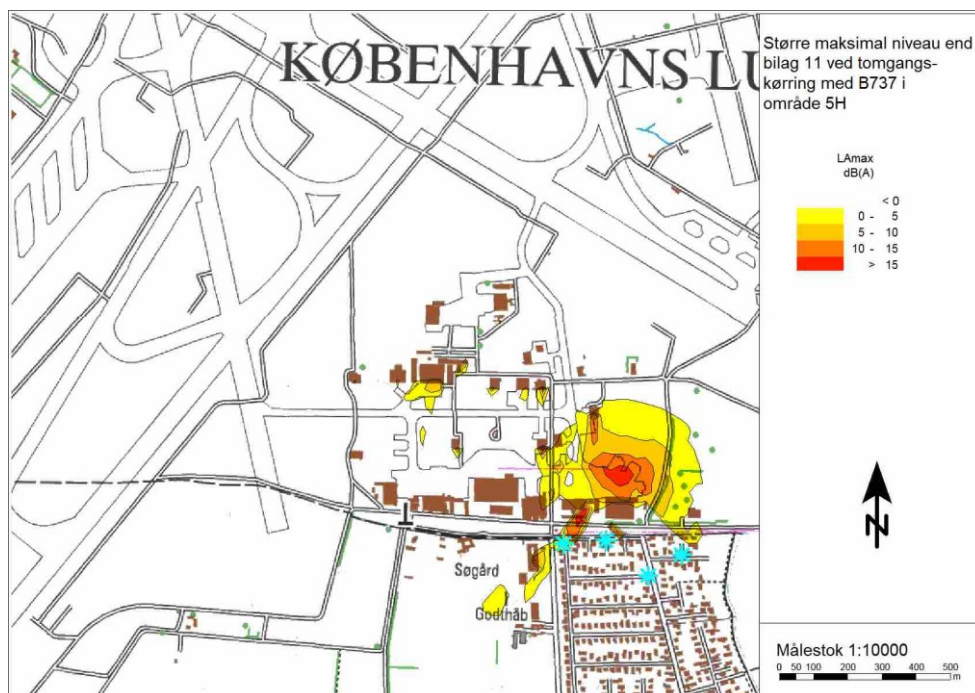 KØBENHAVNS LU
Større maksimal niveau end
bilag 11 ved tomgangs-
kørring med B737 i
område 5H
LAmax
dB(A)
< 0
0 - 5
5 - 10
10 - 15
> 15
Søgård
Godthåb
N
Målestok 1:10000
0 50 100 200 300 400 500
m